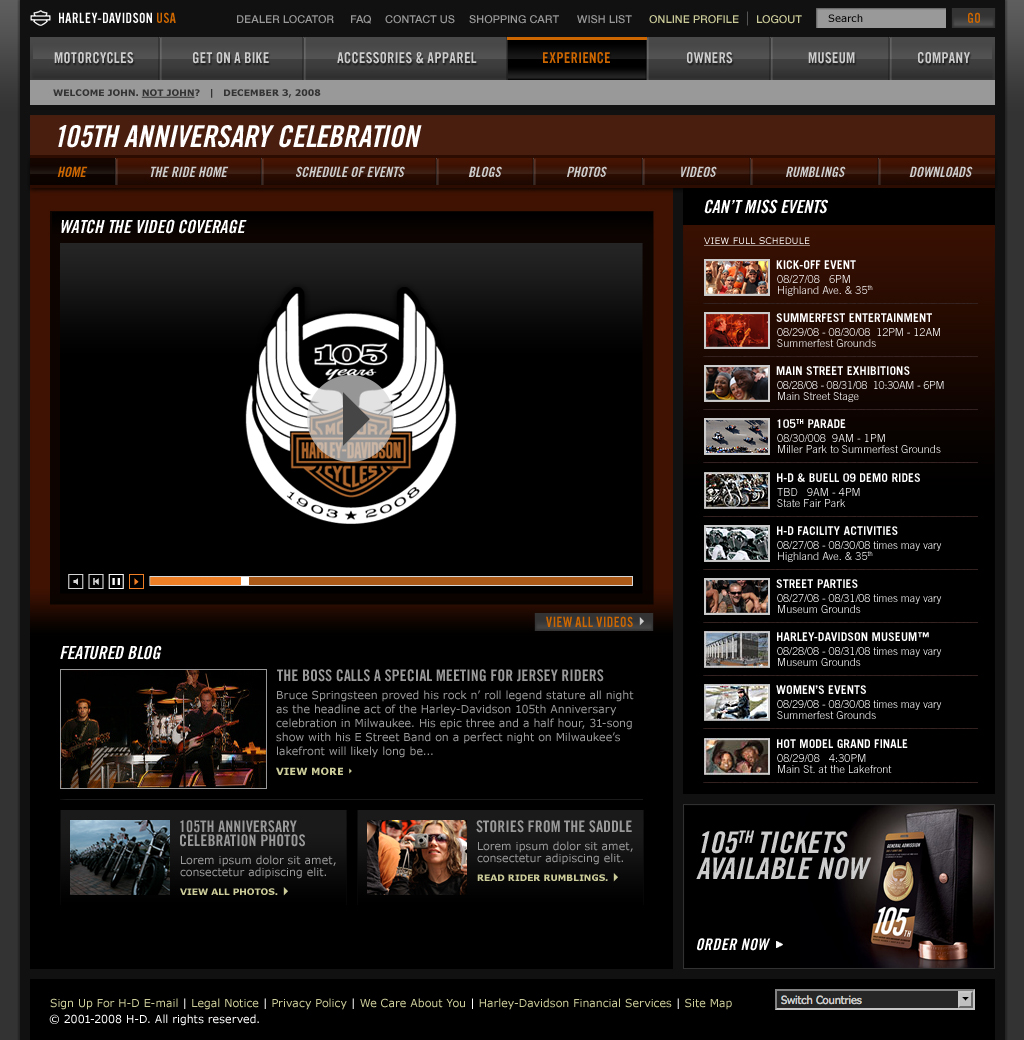 HARLEY-DAVIDSON USA
DEALER LOCATOR FAQ CONTACT US SHOPPING CART WISH LIST ONLINE PROFILE | LOGOUT Search GO
MOTORCYCLES GET ON A BIKE ACCESSORIES & APPAREL EXPERIENCE OWNERS MUSEUM COMPANY
WELCOME JOHN. NOT JOHN? | DECEMBER 3, 2008
105TH ANNIVERSARY CELEBRATION
HOME THE RIDE HOME SCHEDULE OF EVENTS BLOGS PHOTOS VIDEOS RUMBLINGS DOWNLOADS
WATCH THE VIDEO COVERAGE
105
years
MOTOR
HARLEY-DAVIDSON
CYCLES
1903 ★ 2008
VIEW ALL VIDEOS
FEATURED BLOG
THE BOSS CALLS A SPECIAL MEETING FOR JERSEY RIDERS
Bruce Springsteen proved his rock n’ roll legend stature all night
as the headline act of the Harley-Davidson 105th Anniversary
celebration in Milwaukee. His epic three and a half hour, 31-song
show with his E Street Band on a perfect night on Milwaukee’s
lakefront will likely long be...
VIEW MORE
105TH ANNIVERSARY
CELEBRATION PHOTOS
Lorem ipsum dolor sit amet,
consectetur adipiscing elit.
VIEW ALL PHOTOS.
STORIES FROM THE SADDLE
Lorem ipsum dolor sit amet,
consectetur adipiscing elit.
READ RIDER RUMBLINGS.
CAN’T MISS EVENTS
VIEW FULL SCHEDULE
KICK-OFF EVENT
08/27/08 6PM
Highland Ave. & 35th
SUMMERFEST ENTERTAINMENT
08/29/08 - 08/30/08 12PM - 12AM
Summerfest Grounds
MAIN STREET EXHIBITIONS
08/28/08 - 08/31/08 10:30AM - 6PM
Main Street Stage
105TH PARADE
08/30/008 9AM - 1PM
Miller Park to Summerfest Grounds
H-D & BUELL 09 DEMO RIDES
TBD 9AM - 4PM
State Fair Park
H-D FACILITY ACTIVITIES
08/27/08 - 08/30/08 times may vary
Highland Ave. & 35th
STREET PARTIES
08/27/08 - 08/31/08 times may vary
Museum Grounds
HARLEY-DAVIDSON MUSEUM™
08/28/08 - 08/31/08 times may vary
Museum Grounds
WOMEN’S EVENTS
08/29/08 - 08/30/08 times may vary
Summerfest Grounds
HOT MODEL GRAND FINALE
08/29/08 4:30PM
Main St. at the Lakefront
105TH TICKETS
AVAILABLE NOW
GENERAL ADMISSION
105TH
ORDER NOW
Sign Up For H-D E-mail | Legal Notice | Privacy Policy | We Care About You | Harley-Davidson Financial Services | Site Map
© 2001-2008 H-D. All rights reserved.
Switch Countries